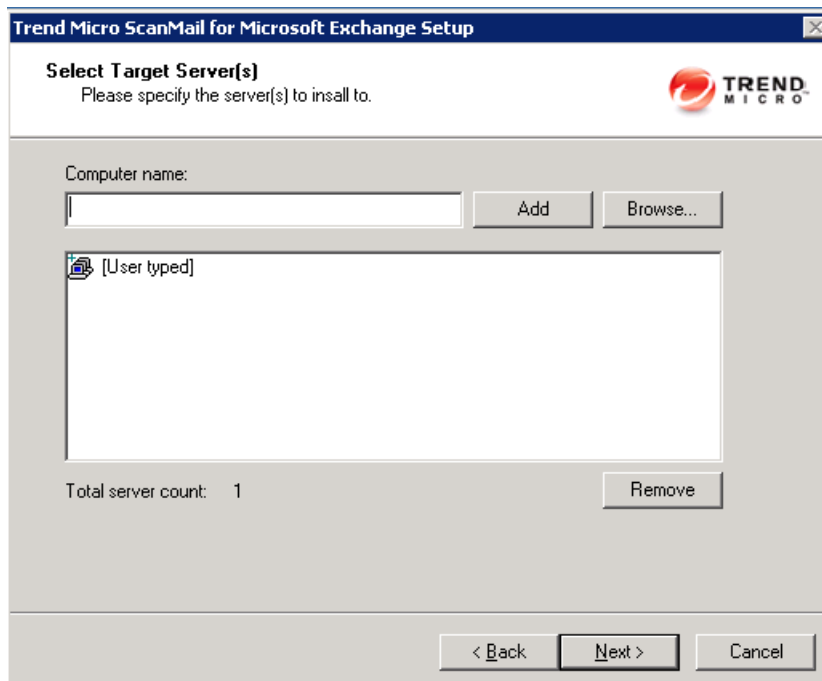 Trend Micro ScanMail for Microsoft Exchange Setup
Select Target Server(s)
Please specify the server(s) to insall to.
TREND
MICRO™
Computer name:
Add
Browse...
[User typed]
Total server count: 1
Remove
< Back
Next >
Cancel